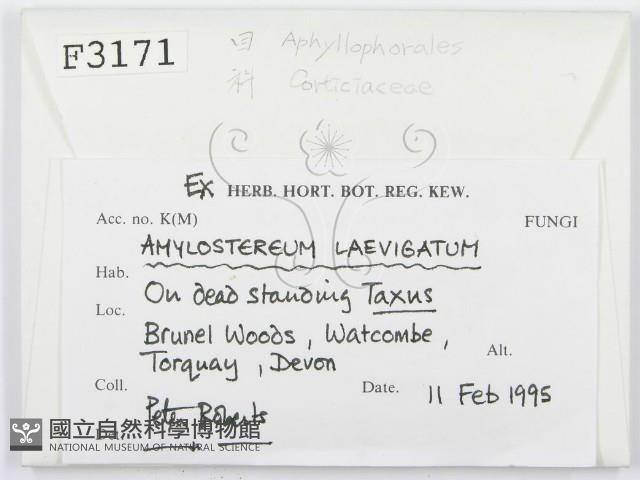 F3171
目 Aphyllophorales
科 Corticiaceae
Ex HERB. HORT. BOT. REG. KEW.
Acc. no. K(M) FUNGI
AMYLOSTEREUM LAEVIGATUM
Hab. On dead standing Taxus
Loc. Brunel Woods, Watcombe,
Torquay, Devon Alt.
Coll. Peter Roberts Date. 11 Feb 1995
國立自然科學博物館
NATIONAL MUSEUM OF NATURAL SCIENCE